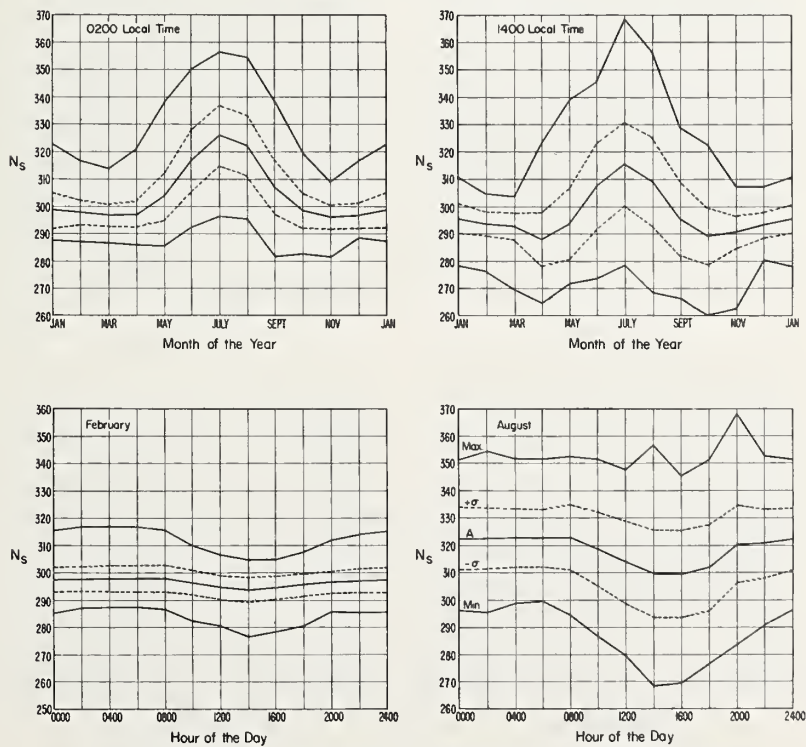 0200 Local Time
370
360
350
340
330
320
310
300
290
280
270
260
Ns
JAN MAR MAY JULY SEPT NOV JAN
Month of the Year
1400 Local Time
370
360
350
340
330
320
310
300
290
280
270
260
Ns
JAN MAR MAY JULY SEPT NOV JAN
Month of the Year
February
360
350
340
330
320
310
300
290
280
270
260
250
Ns
0000 0400 0800 1200 1600 2000 2400
Hour of the Day
August
370
360
350
340
330
320
310
300
290
280
270
260
Ns
Max
+σ
A
-σ
Min
0000 0400 0800 1200 1600 2000 2400
Hour of the Day